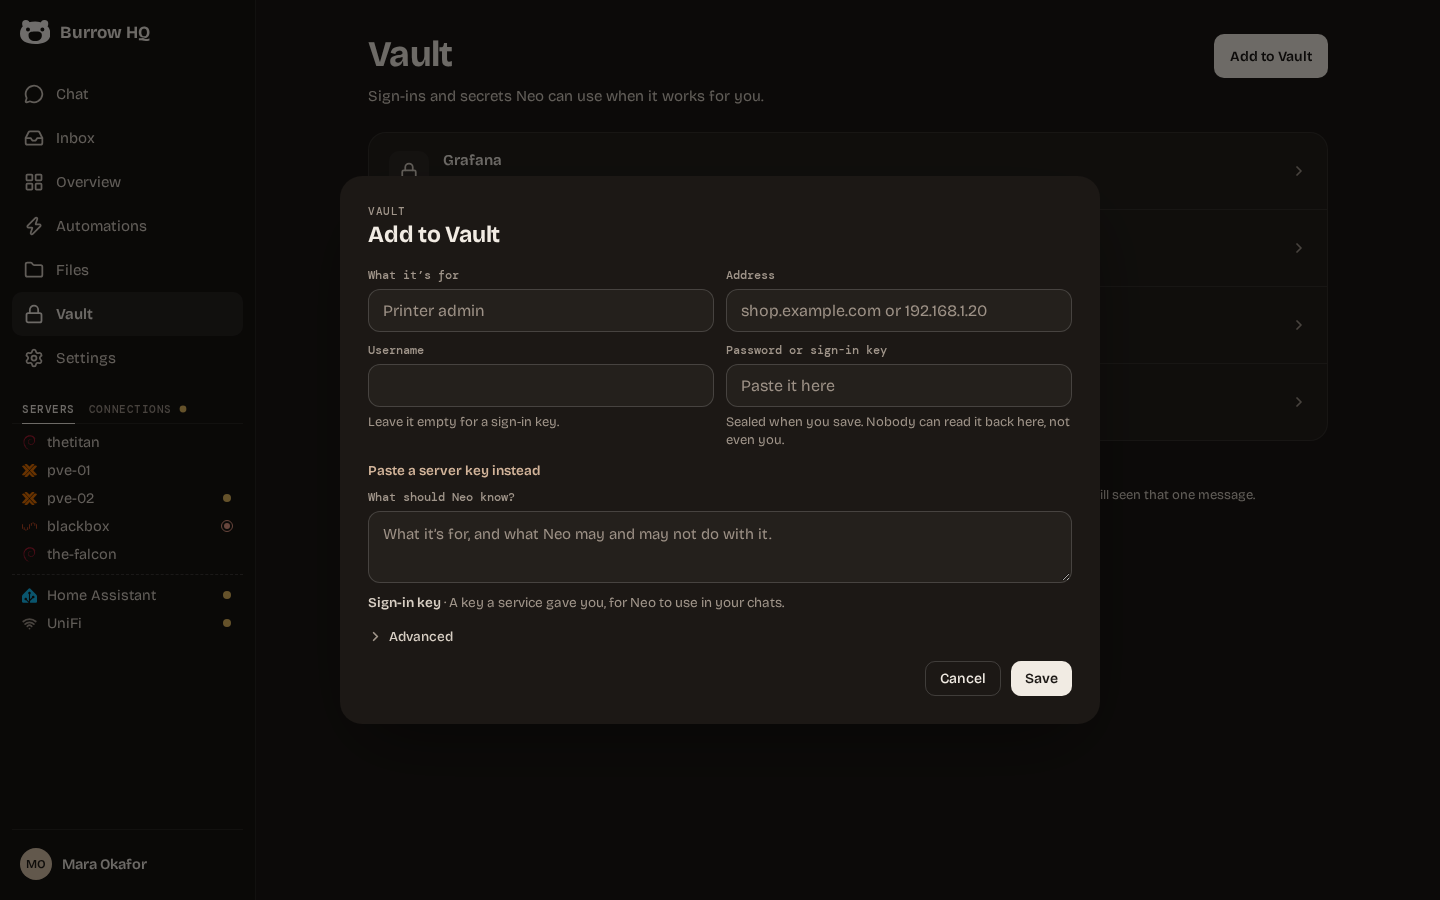 Burrow HQ
Chat
Inbox
Overview
Automations
Files
Vault
Settings
SERVERS CONNECTIONS
thetitan
pve-01
pve-02
blackbox
the-falcon
Home Assistant
UniFi
MO Mara Okafor
Vault
Add to Vault
Sign-ins and secrets Neo can use when it works for you.
Grafana
ill seen that one message.
VAULT
Add to Vault
What it's for
Printer admin
Address
shop.example.com or 192.168.1.20
Username
Leave it empty for a sign-in key.
Password or sign-in key
Paste it here
Sealed when you save. Nobody can read it back here, not
even you.
Paste a server key instead
What should Neo know?
What it's for, and what Neo may and may not do with it.
Sign-in key · A key a service gave you, for Neo to use in your chats.
Advanced
Cancel
Save